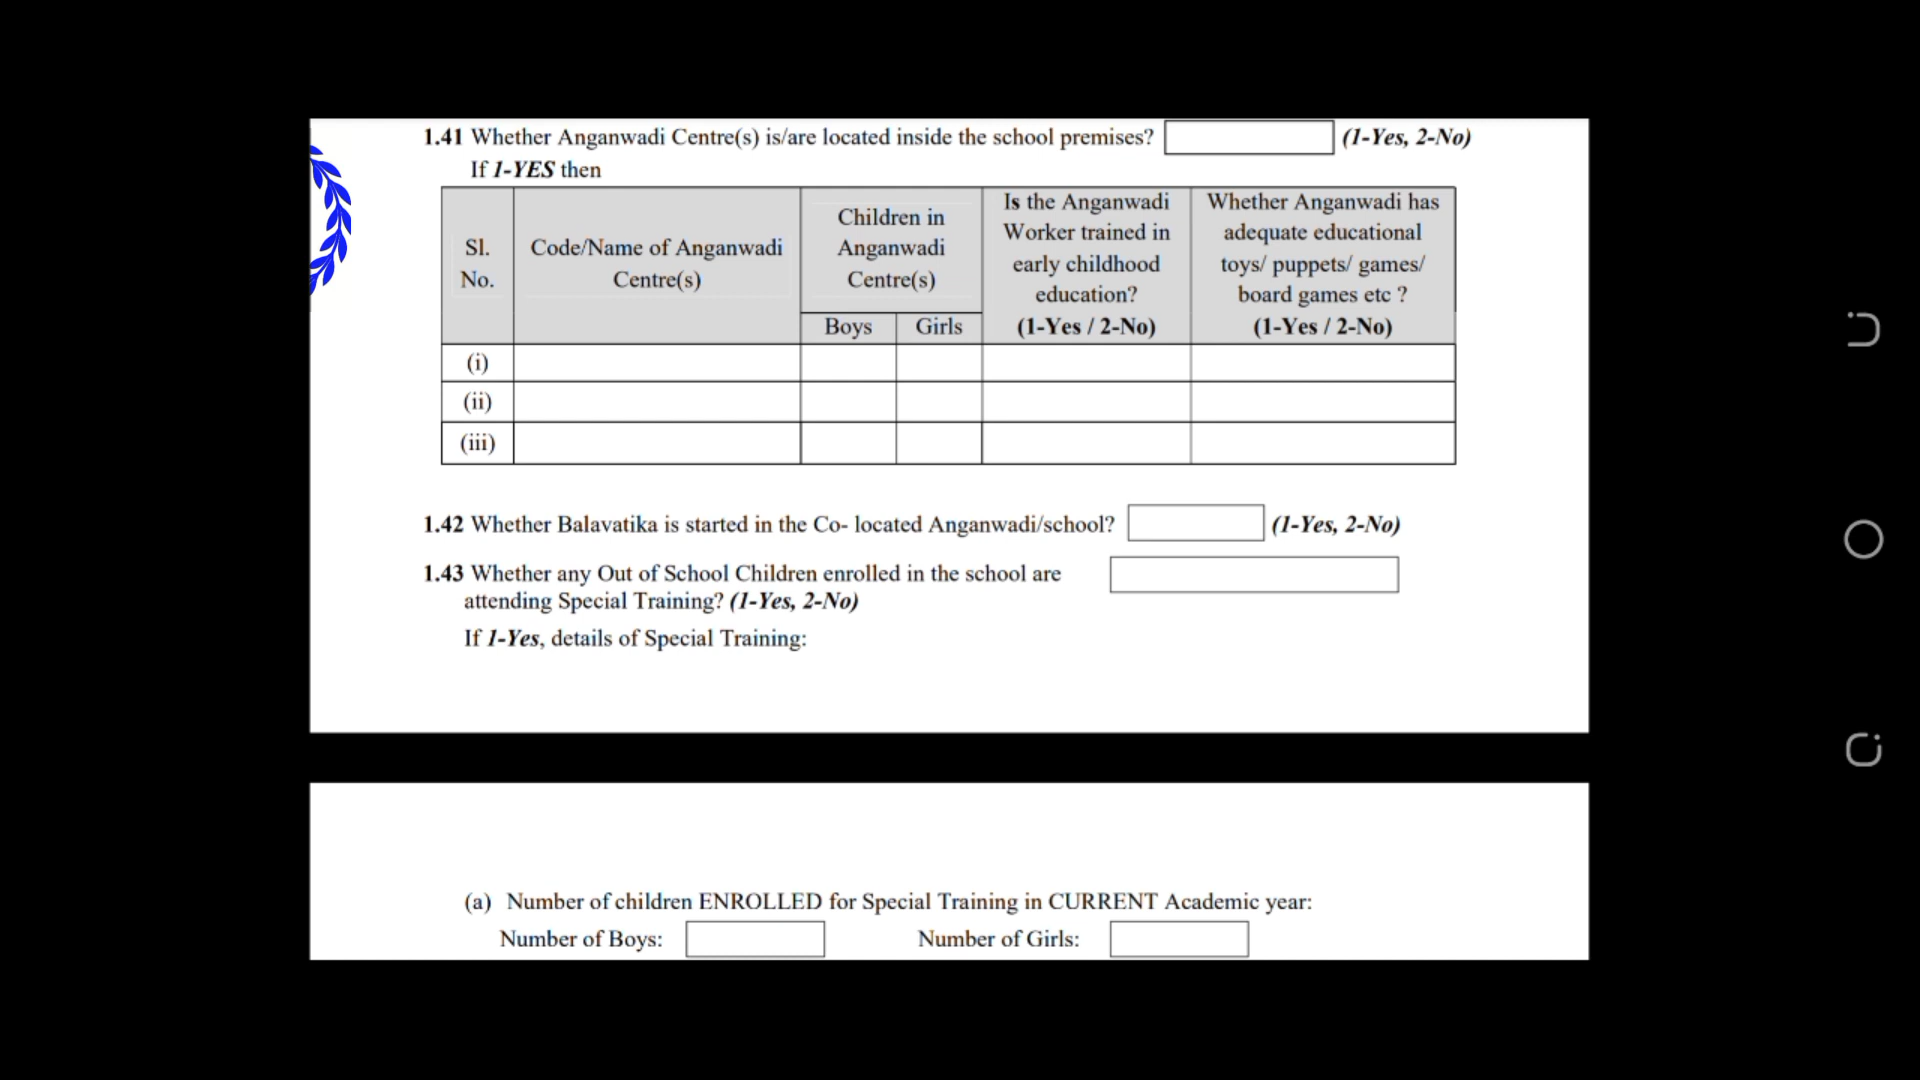 1.41 Whether Anganwadi Centre(s) is/are located inside the school premises? (1-Yes, 2-No)
If 1-YES then
Sl. No.
Code/Name of Anganwadi Centre(s)
Children in Anganwadi Centre(s)
Boys Girls
Is the Anganwadi Worker trained in early childhood education? (1-Yes / 2-No)
Whether Anganwadi has adequate educational toys/ puppets/ games/ board games etc ? (1-Yes / 2-No)
(i)
(ii)
(iii)
1.42 Whether Balavatika is started in the Co- located Anganwadi/school? (1-Yes, 2-No)
1.43 Whether any Out of School Children enrolled in the school are
attending Special Training? (1-Yes, 2-No)
If 1-Yes, details of Special Training:
(a) Number of children ENROLLED for Special Training in CURRENT Academic year:
Number of Boys: Number of Girls: